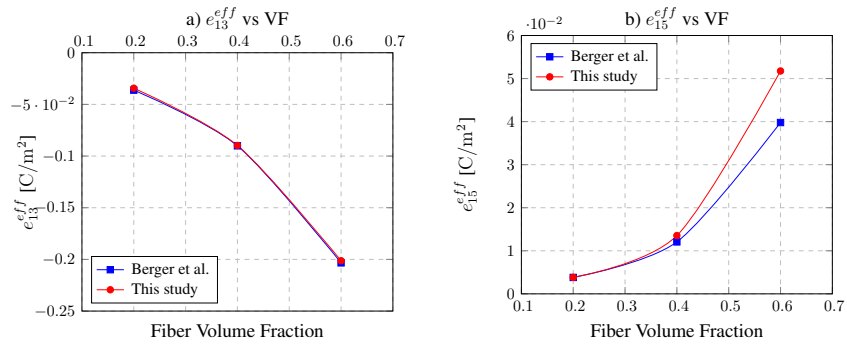 a) e_{13}^{eff} vs VF
0.1 0.2 0.3 0.4 0.5 0.6 0.7
0
−5 · 10^{−2}
−0.1
−0.15
−0.2
−0.25
e_{13}^{eff} [C/m²]
Berger et al.
This study
Fiber Volume Fraction
b) e_{15}^{eff} vs VF
·10^{−2}
6
5
4
3
2
1
0
e_{15}^{eff} [C/m²]
Berger et al.
This study
0.1 0.2 0.3 0.4 0.5 0.6 0.7
Fiber Volume Fraction